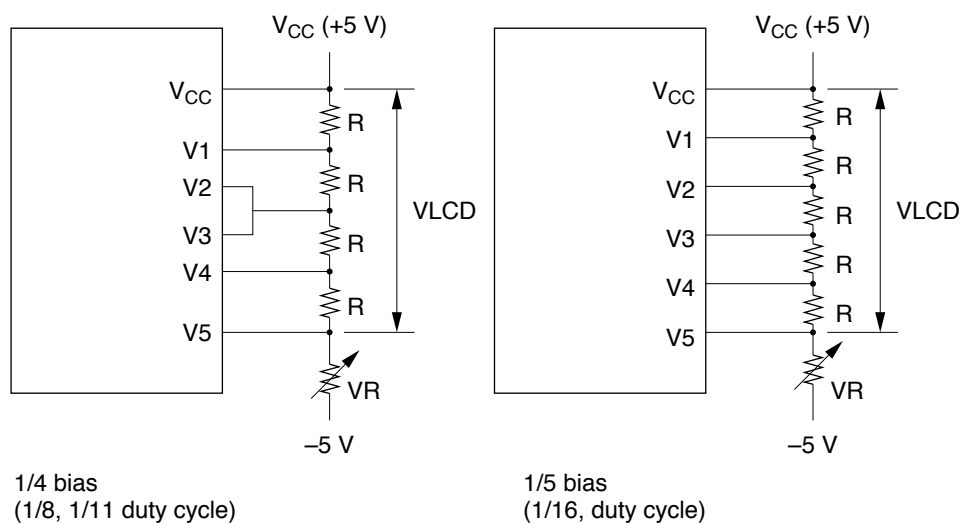 V_CC (+5 V)
V_CC
R
V1
R
V2
VLCD
V3
R
V4
R
V5
VR
–5 V
1/4 bias
(1/8, 1/11 duty cycle)
V_CC (+5 V)
V_CC
R
V1
R
V2
R
VLCD
V3
R
V4
R
V5
VR
–5 V
1/5 bias
(1/16, duty cycle)